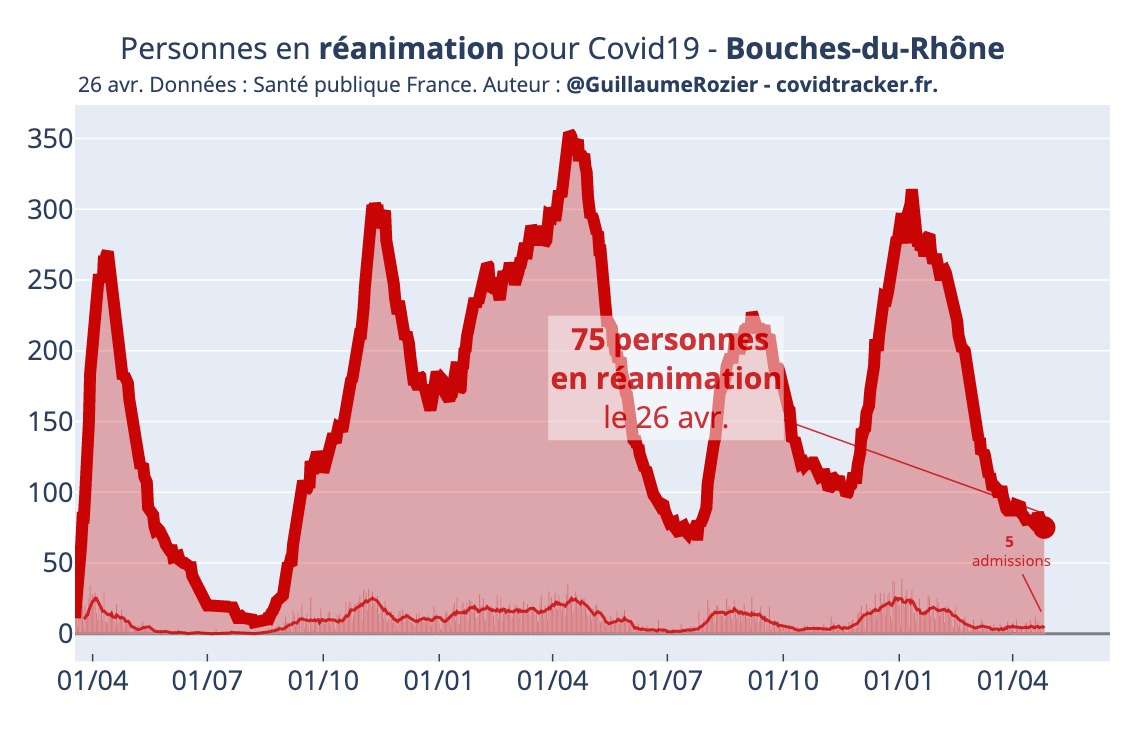 Personnes en réanimation pour Covid19 - Bouches-du-Rhône
26 avr. Données : Santé publique France. Auteur : @GuillaumeRozier - covidtracker.fr.
350
300
250
200
150
100
50
0
75 personnes
en réanimation
le 26 avr.
5
admissions
01/04 01/07 01/10 01/01 01/04 01/07 01/10 01/01 01/04